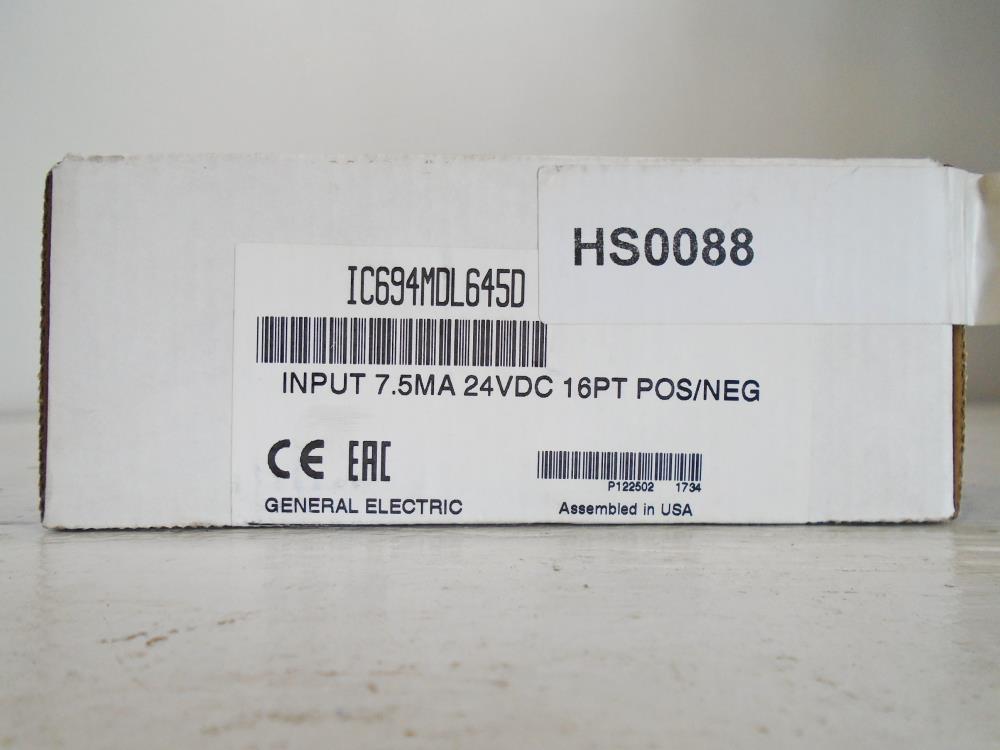 HS0088
IC694MDL645D
INPUT 7.5MA 24VDC 16PT POS/NEG
CE EAC
P122502 1734
GENERAL ELECTRIC
Assembled in USA